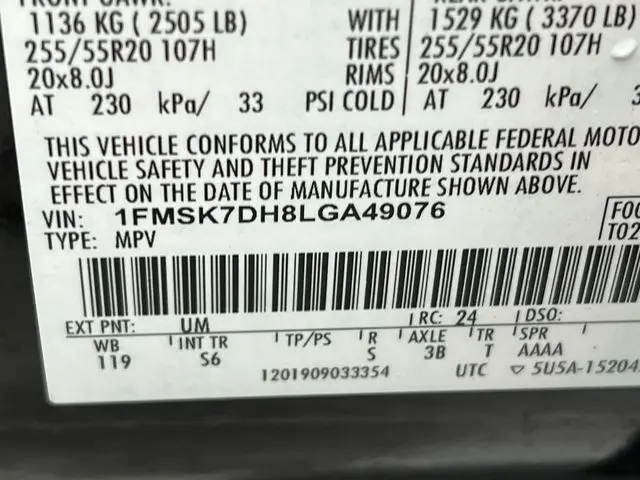 1136 KG ( 2505 LB) WITH 1529 KG ( 3370 LB)
255/55R20 107H TIRES 255/55R20 107H
20x8.0J RIMS 20x8.0J
AT 230 kPa/ 33 PSI COLD AT 230 kPa/
THIS VEHICLE CONFORMS TO ALL APPLICABLE FEDERAL MOTO
VEHICLE SAFETY AND THEFT PREVENTION STANDARDS IN
EFFECT ON THE DATE OF MANUFACTURE SHOWN ABOVE.
VIN: 1FMSK7DH8LGA49076
TYPE: MPV
FO
TO2
EXT PNT: UM RC: 24 DSO:
WB INT TR TP/PS R AXLE TR SPR
119 S6 S 3B T AAAA
1201909033354 UTC ▽ 5U5A-15204